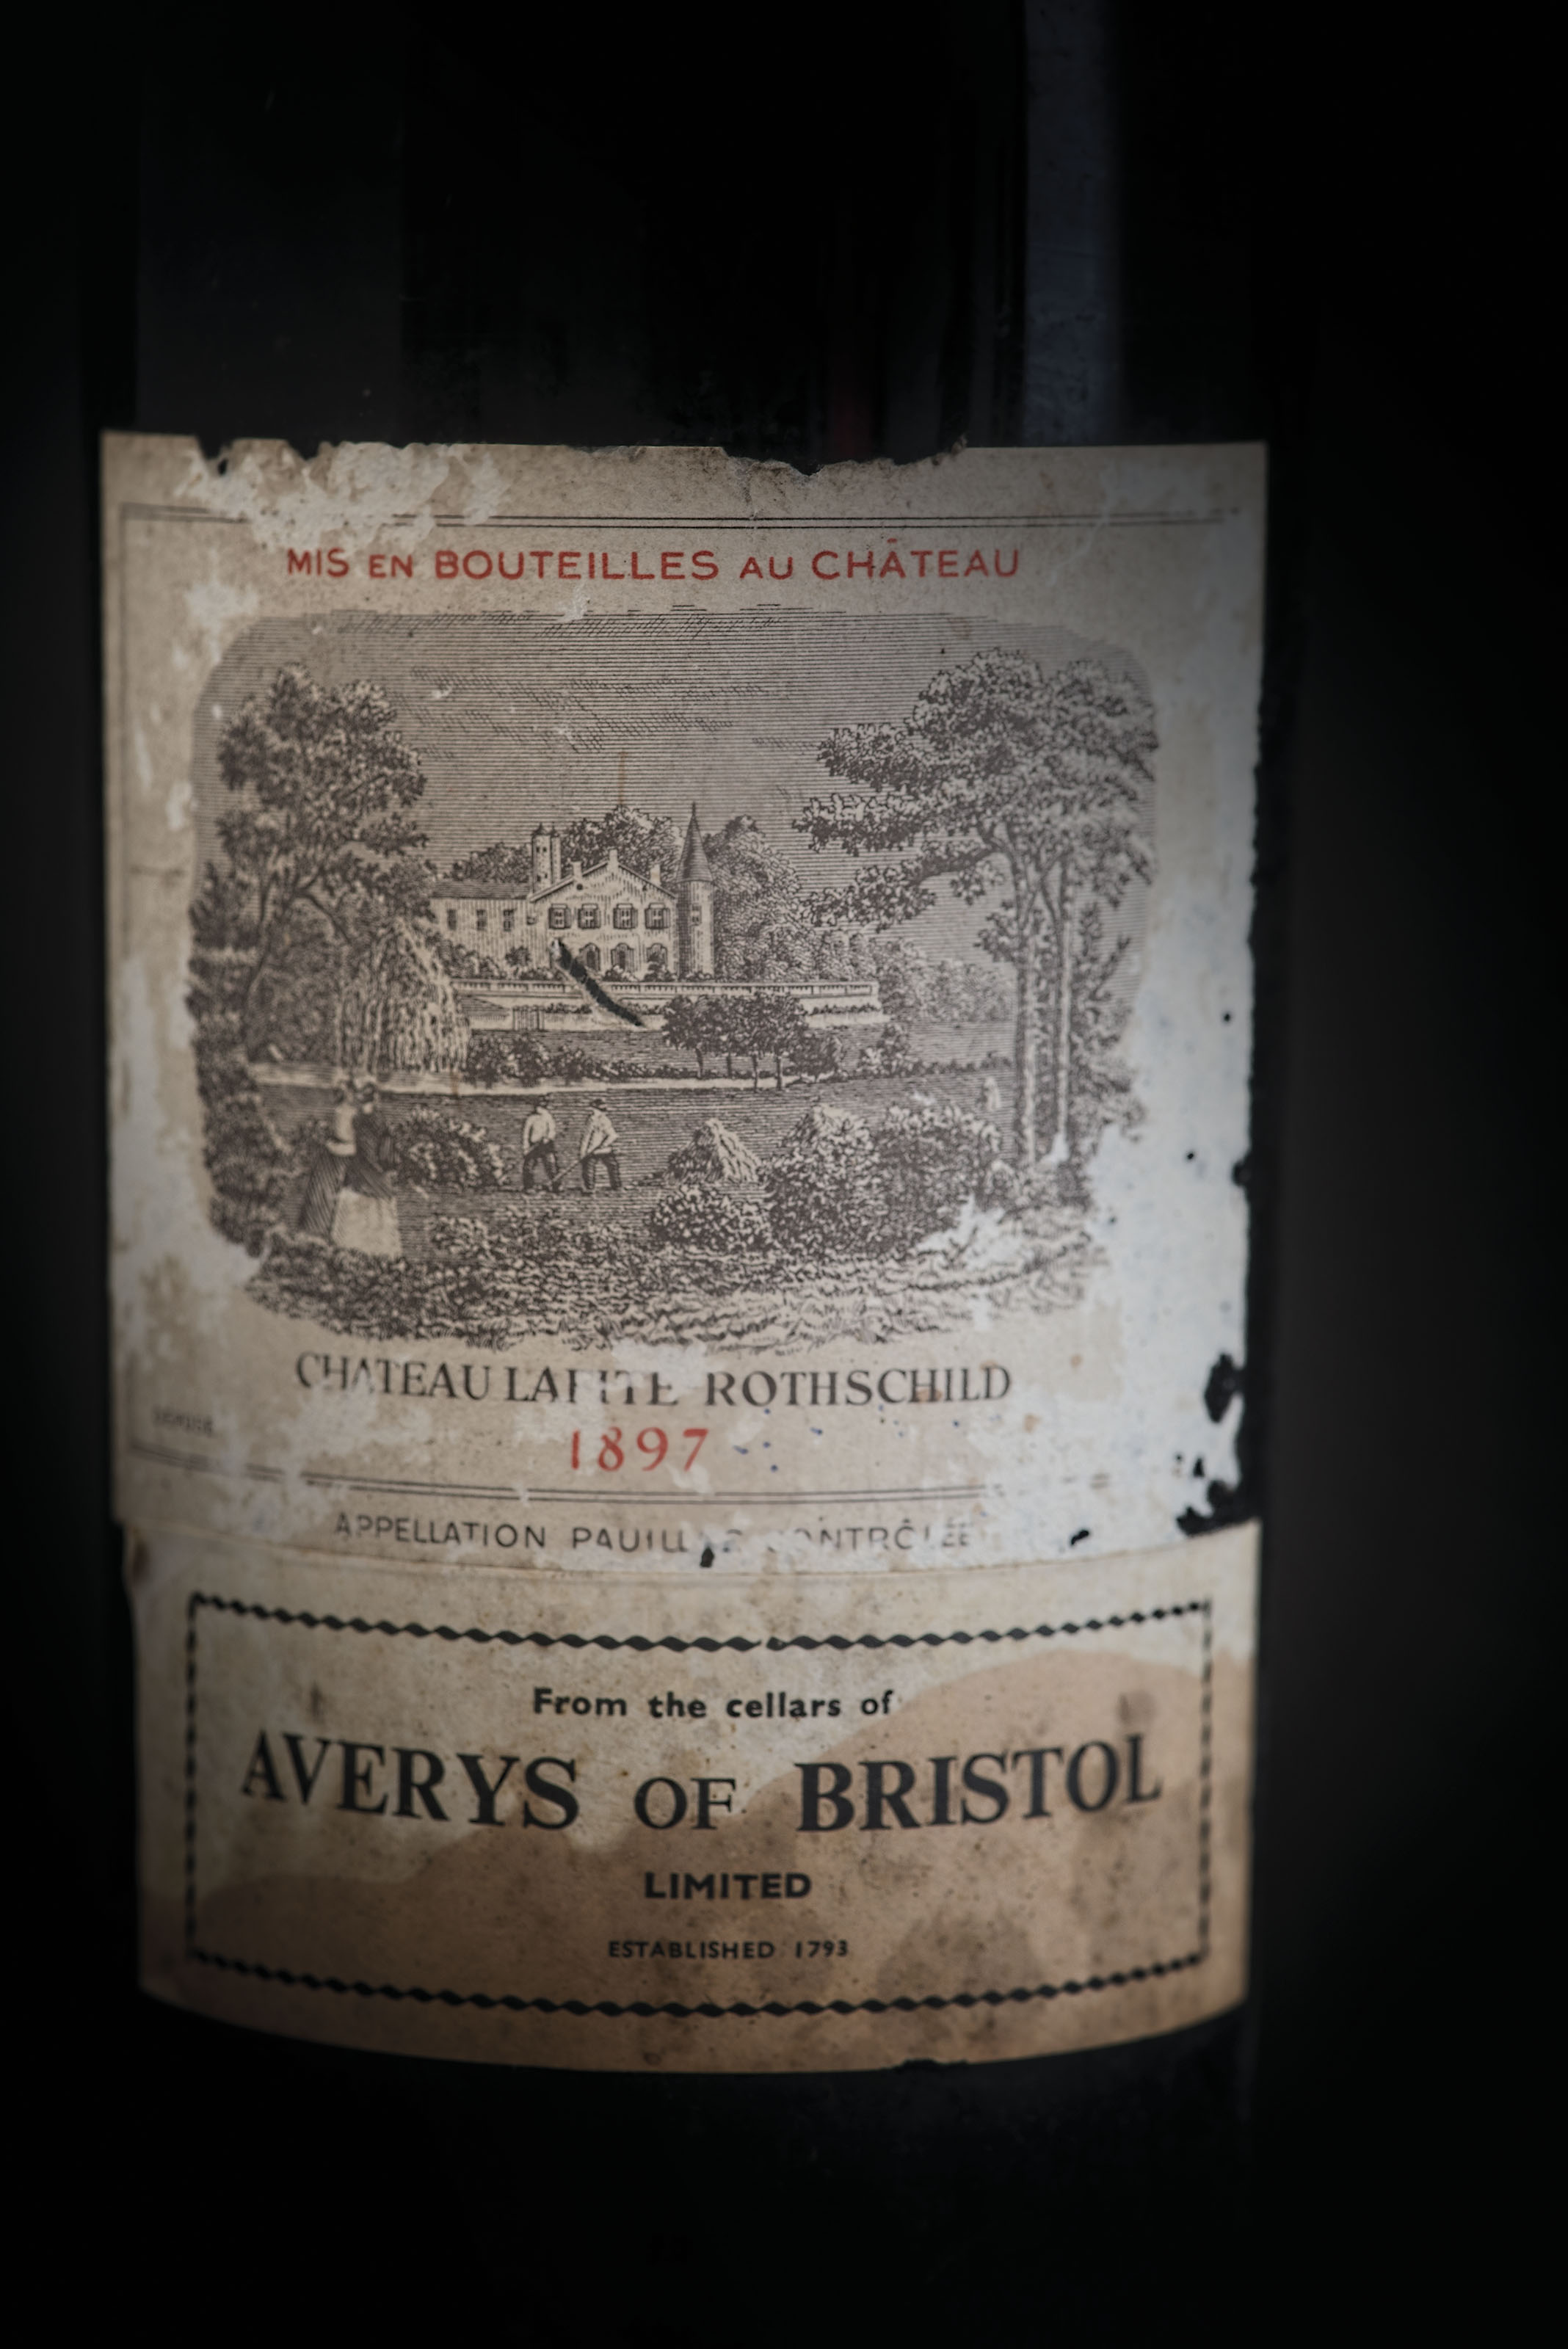 MIS EN BOUTEILLES AU CHÂTEAU
CHATEAU LAFITE ROTHSCHILD
1897
APPELLATION PAUILLAC CONTRÔLÉE
From the cellars of
AVERYS OF BRISTOL
LIMITED
ESTABLISHED 1793